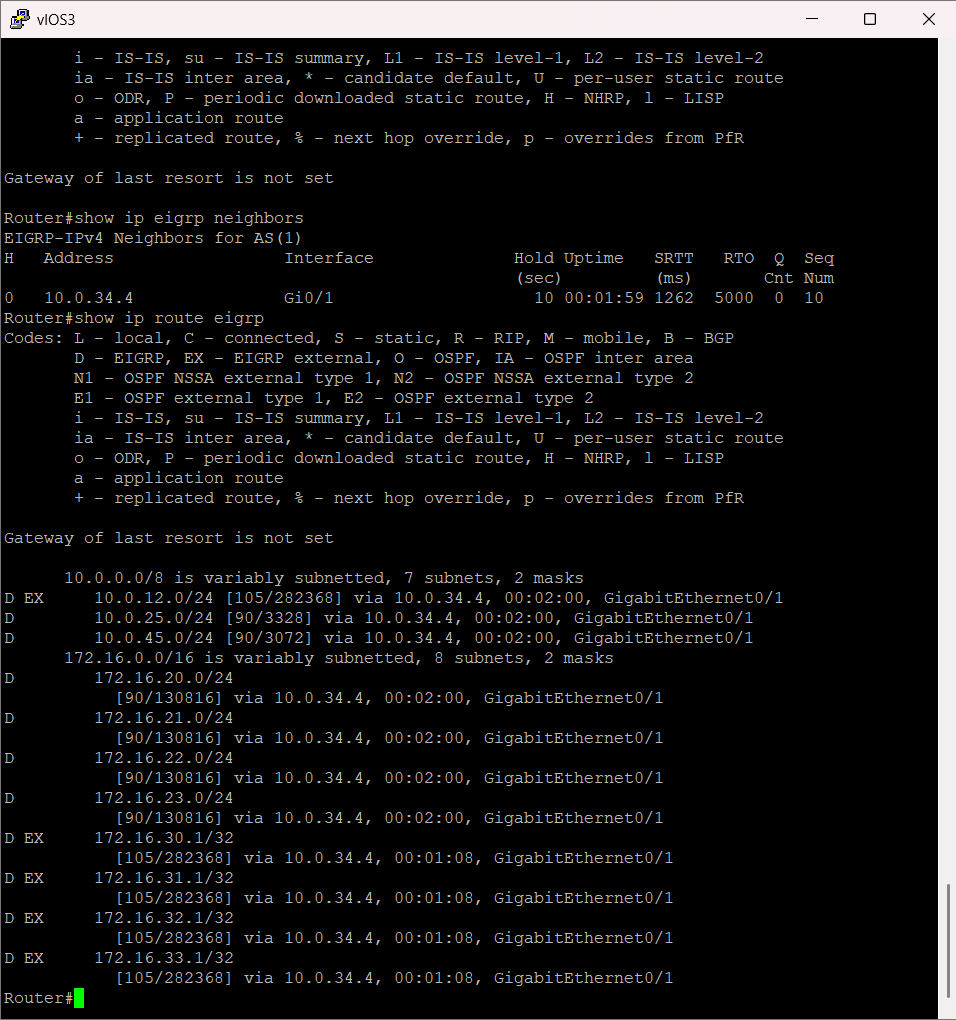 vIOS3
i - IS-IS, su - IS-IS summary, L1 - IS-IS level-1, L2 - IS-IS level-2
ia - IS-IS inter area, * - candidate default, U - per-user static route
o - ODR, P - periodic downloaded static route, H - NHRP, l - LISP
a - application route
+ - replicated route, % - next hop override, p - overrides from PfR
Gateway of last resort is not set
Router#show ip eigrp neighbors
EIGRP-IPv4 Neighbors for AS(1)
H   Address                 Interface              Hold Uptime   SRTT   RTO  Q  Seq
                                                   (sec)         (ms)       Cnt Num
0   10.0.34.4               Gi0/1                    10 00:01:59 1262  5000  0  10
Router#show ip route eigrp
Codes: L - local, C - connected, S - static, R - RIP, M - mobile, B - BGP
       D - EIGRP, EX - EIGRP external, O - OSPF, IA - OSPF inter area
       N1 - OSPF NSSA external type 1, N2 - OSPF NSSA external type 2
       E1 - OSPF external type 1, E2 - OSPF external type 2
       i - IS-IS, su - IS-IS summary, L1 - IS-IS level-1, L2 - IS-IS level-2
       ia - IS-IS inter area, * - candidate default, U - per-user static route
       o - ODR, P - periodic downloaded static route, H - NHRP, l - LISP
       a - application route
       + - replicated route, % - next hop override, p - overrides from PfR
Gateway of last resort is not set
      10.0.0.0/8 is variably subnetted, 7 subnets, 2 masks
D EX     10.0.12.0/24 [105/282368] via 10.0.34.4, 00:02:00, GigabitEthernet0/1
D        10.0.25.0/24 [90/3328] via 10.0.34.4, 00:02:00, GigabitEthernet0/1
D        10.0.45.0/24 [90/3072] via 10.0.34.4, 00:02:00, GigabitEthernet0/1
      172.16.0.0/16 is variably subnetted, 8 subnets, 2 masks
D        172.16.20.0/24
           [90/130816] via 10.0.34.4, 00:02:00, GigabitEthernet0/1
D        172.16.21.0/24
           [90/130816] via 10.0.34.4, 00:02:00, GigabitEthernet0/1
D        172.16.22.0/24
           [90/130816] via 10.0.34.4, 00:02:00, GigabitEthernet0/1
D        172.16.23.0/24
           [90/130816] via 10.0.34.4, 00:02:00, GigabitEthernet0/1
D EX     172.16.30.1/32
           [105/282368] via 10.0.34.4, 00:01:08, GigabitEthernet0/1
D EX     172.16.31.1/32
           [105/282368] via 10.0.34.4, 00:01:08, GigabitEthernet0/1
D EX     172.16.32.1/32
           [105/282368] via 10.0.34.4, 00:01:08, GigabitEthernet0/1
D EX     172.16.33.1/32
           [105/282368] via 10.0.34.4, 00:01:08, GigabitEthernet0/1
Router#